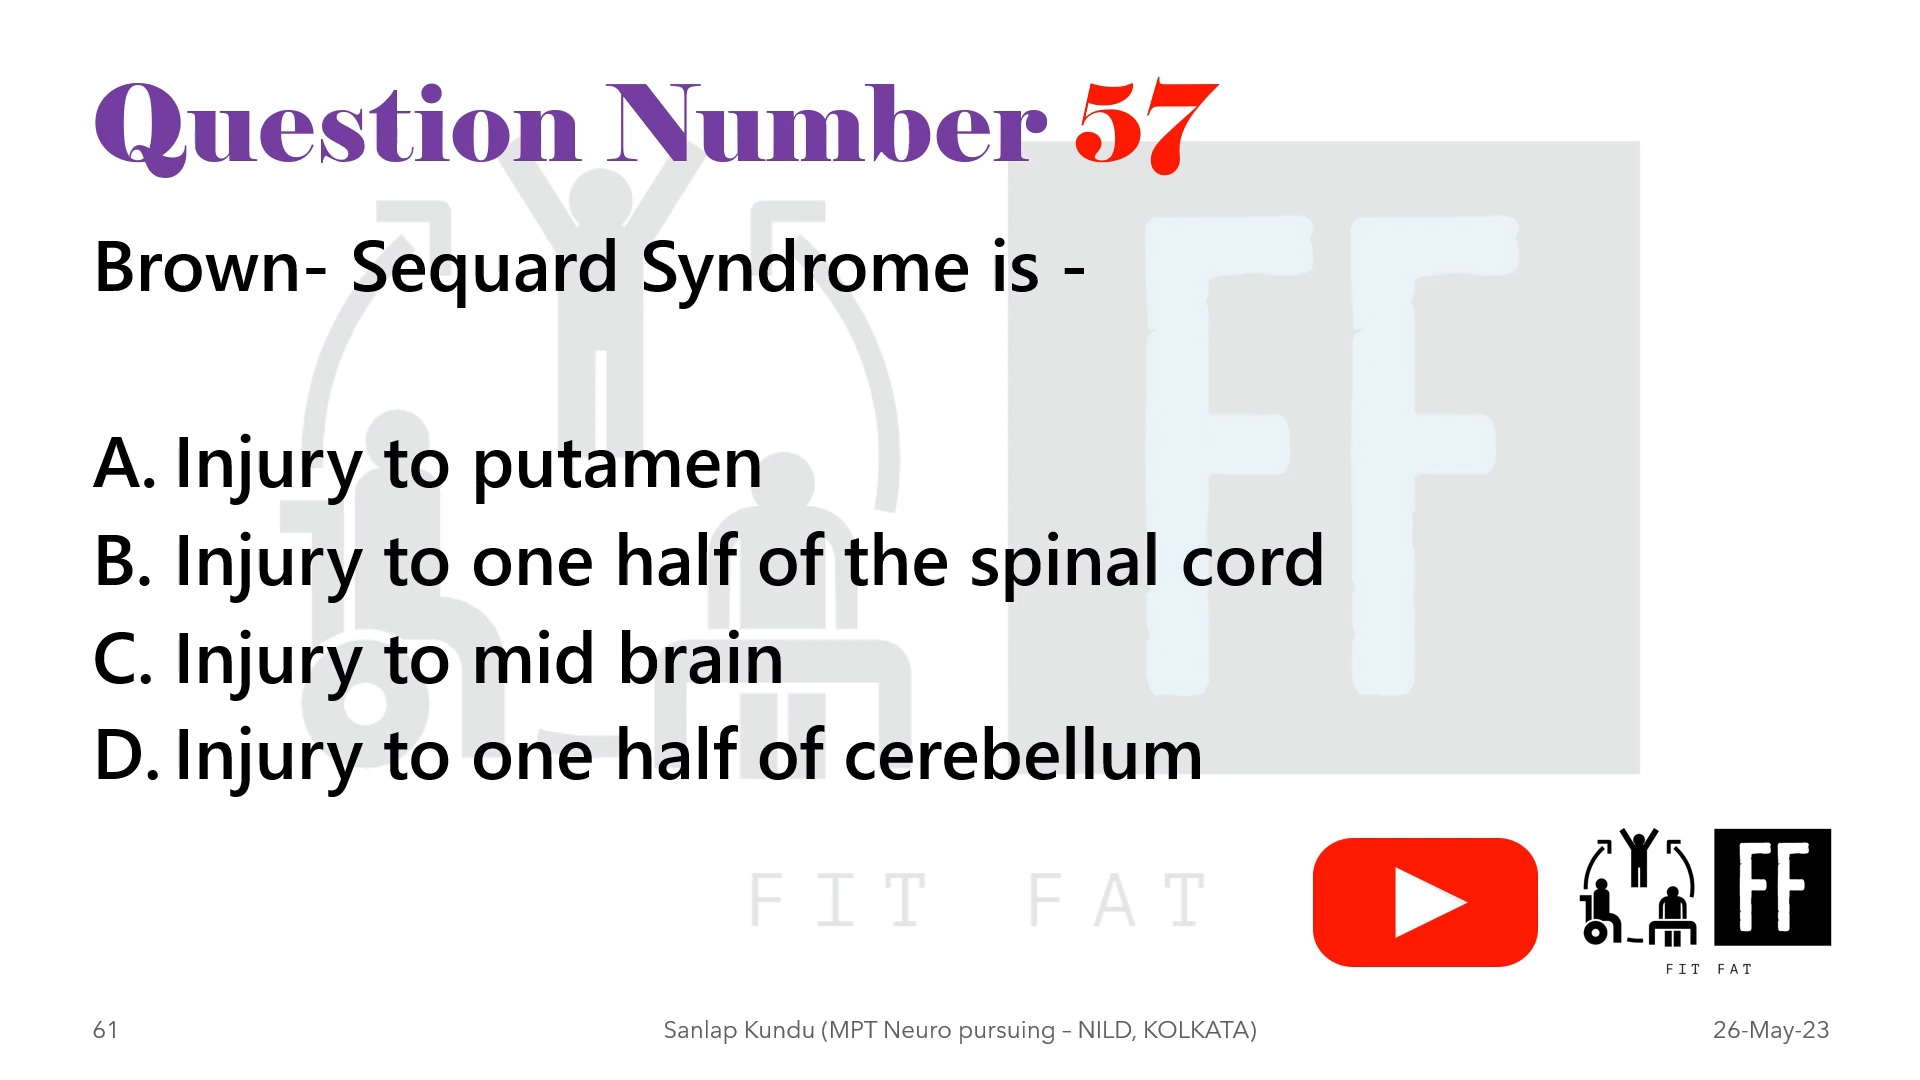 Question Number 57
Brown- Sequard Syndrome is -
A. Injury to putamen
B. Injury to one half of the spinal cord
C. Injury to mid brain
D. Injury to one half of cerebellum
FF
FIT FAT
FF
FIT FAT
61
Sanlap Kundu (MPT Neuro pursuing – NILD, KOLKATA)
26-May-23